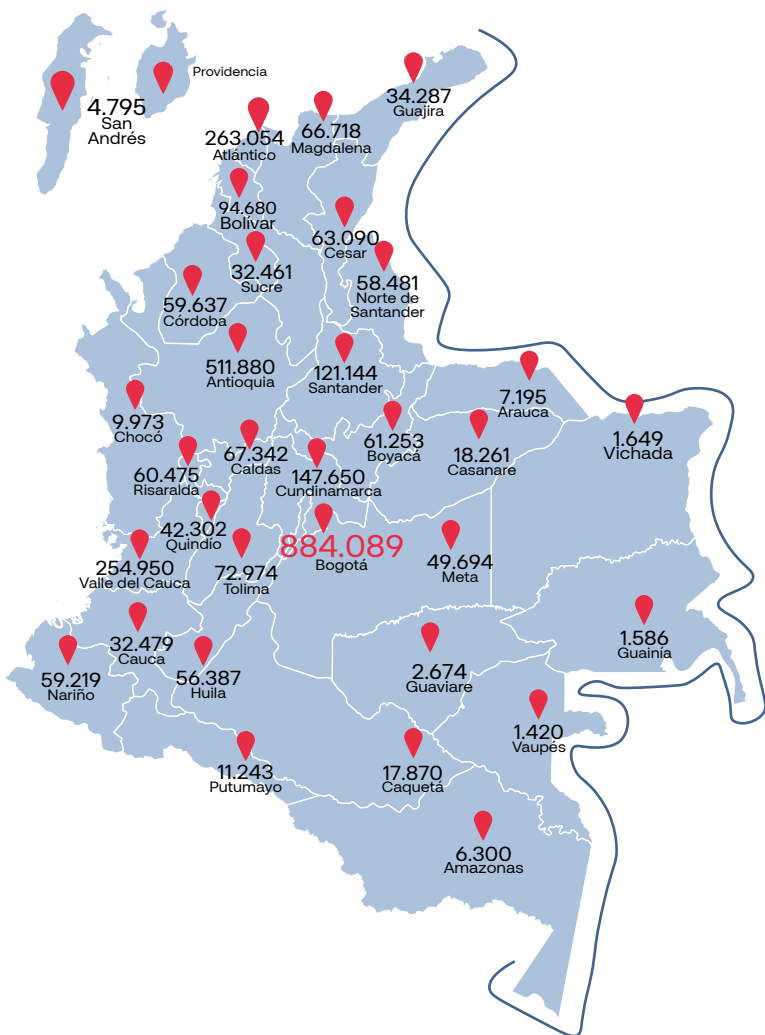 Providencia
4.795
San
Andrés
34.287
Guajira
263.054
Atlántico
66.718
Magdalena
94.680
Bolívar
63.090
Cesar
32.461
Sucre
58.481
Norte de
Santander
59.637
Córdoba
511.880
Antioquia
121.144
Santander
7.195
Arauca
9.973
Chocó
67.342
Caldas
61.253
Boyacá
18.261
Casanare
1.649
Vichada
60.475
Risaralda
147.650
Cundinamarca
42.302
Quindío
884.089
Bogotá
49.694
Meta
254.950
Valle del Cauca
72.974
Tolima
32.479
Cauca
1.586
Guainía
59.219
Nariño
56.387
Huila
2.674
Guaviare
1.420
Vaupés
11.243
Putumayo
17.870
Caquetá
6.300
Amazonas